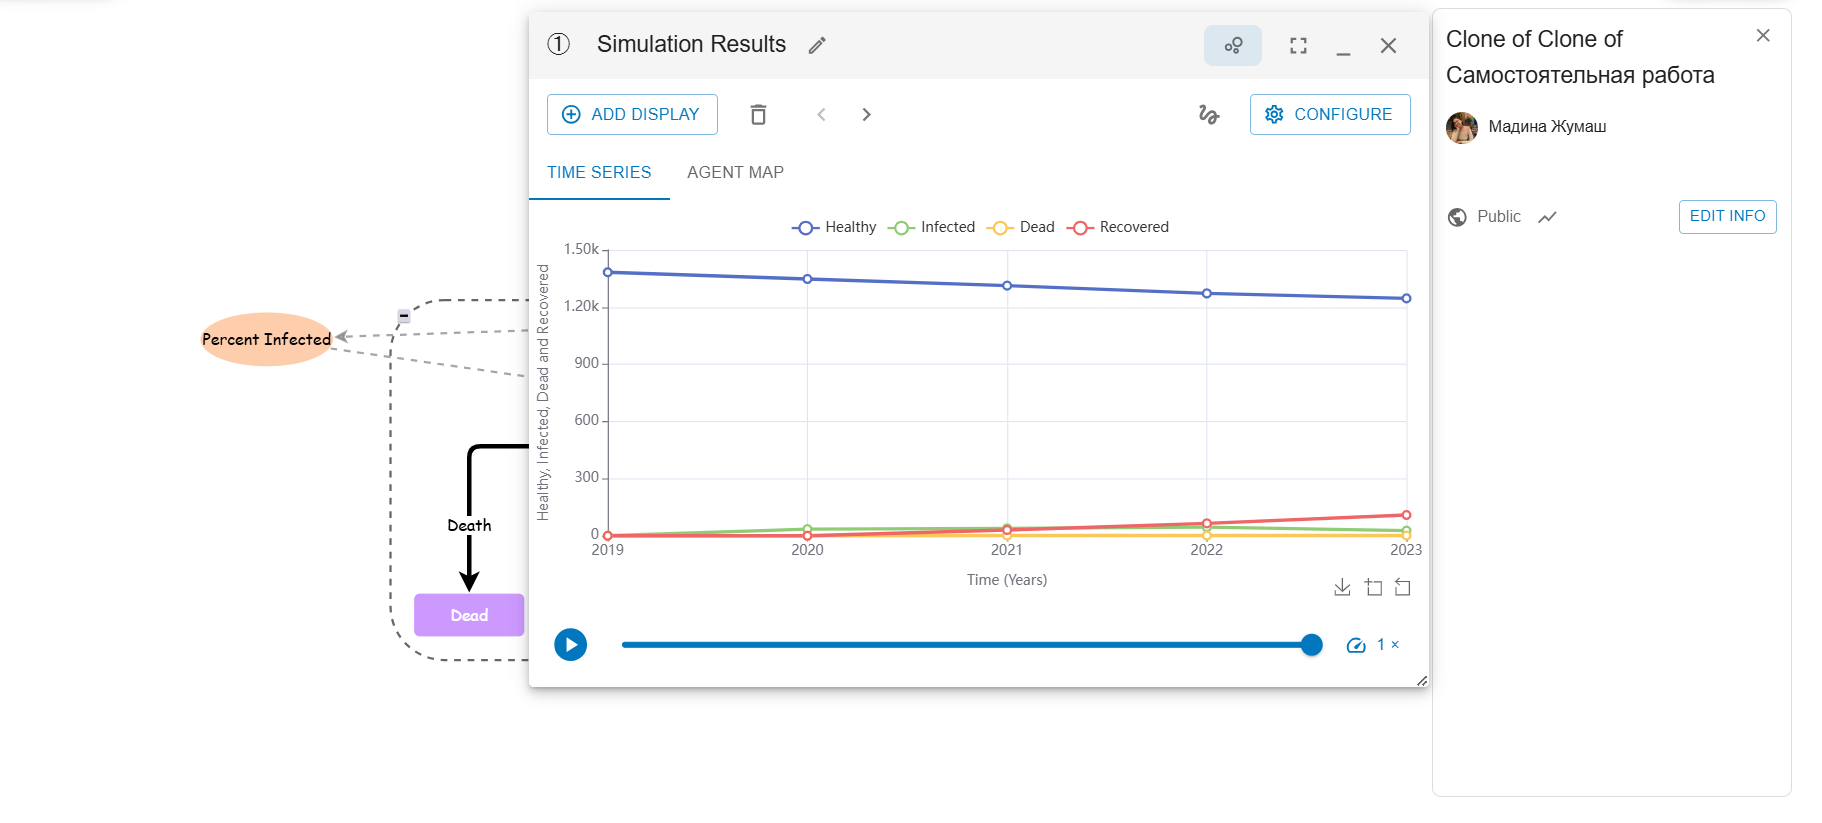 ① Simulation Results
ADD DISPLAY
CONFIGURE
TIME SERIES AGENT MAP
Healthy Infected Dead Recovered
Healthy, Infected, Dead and Recovered
1.50k
1.20k
900
600
300
0
2019 2020 2021 2022 2023
Time (Years)
1 ×
Percent Infected
Death
Dead
Clone of Clone of
Самостоятельная работа
Мадина Жумаш
Public
EDIT INFO